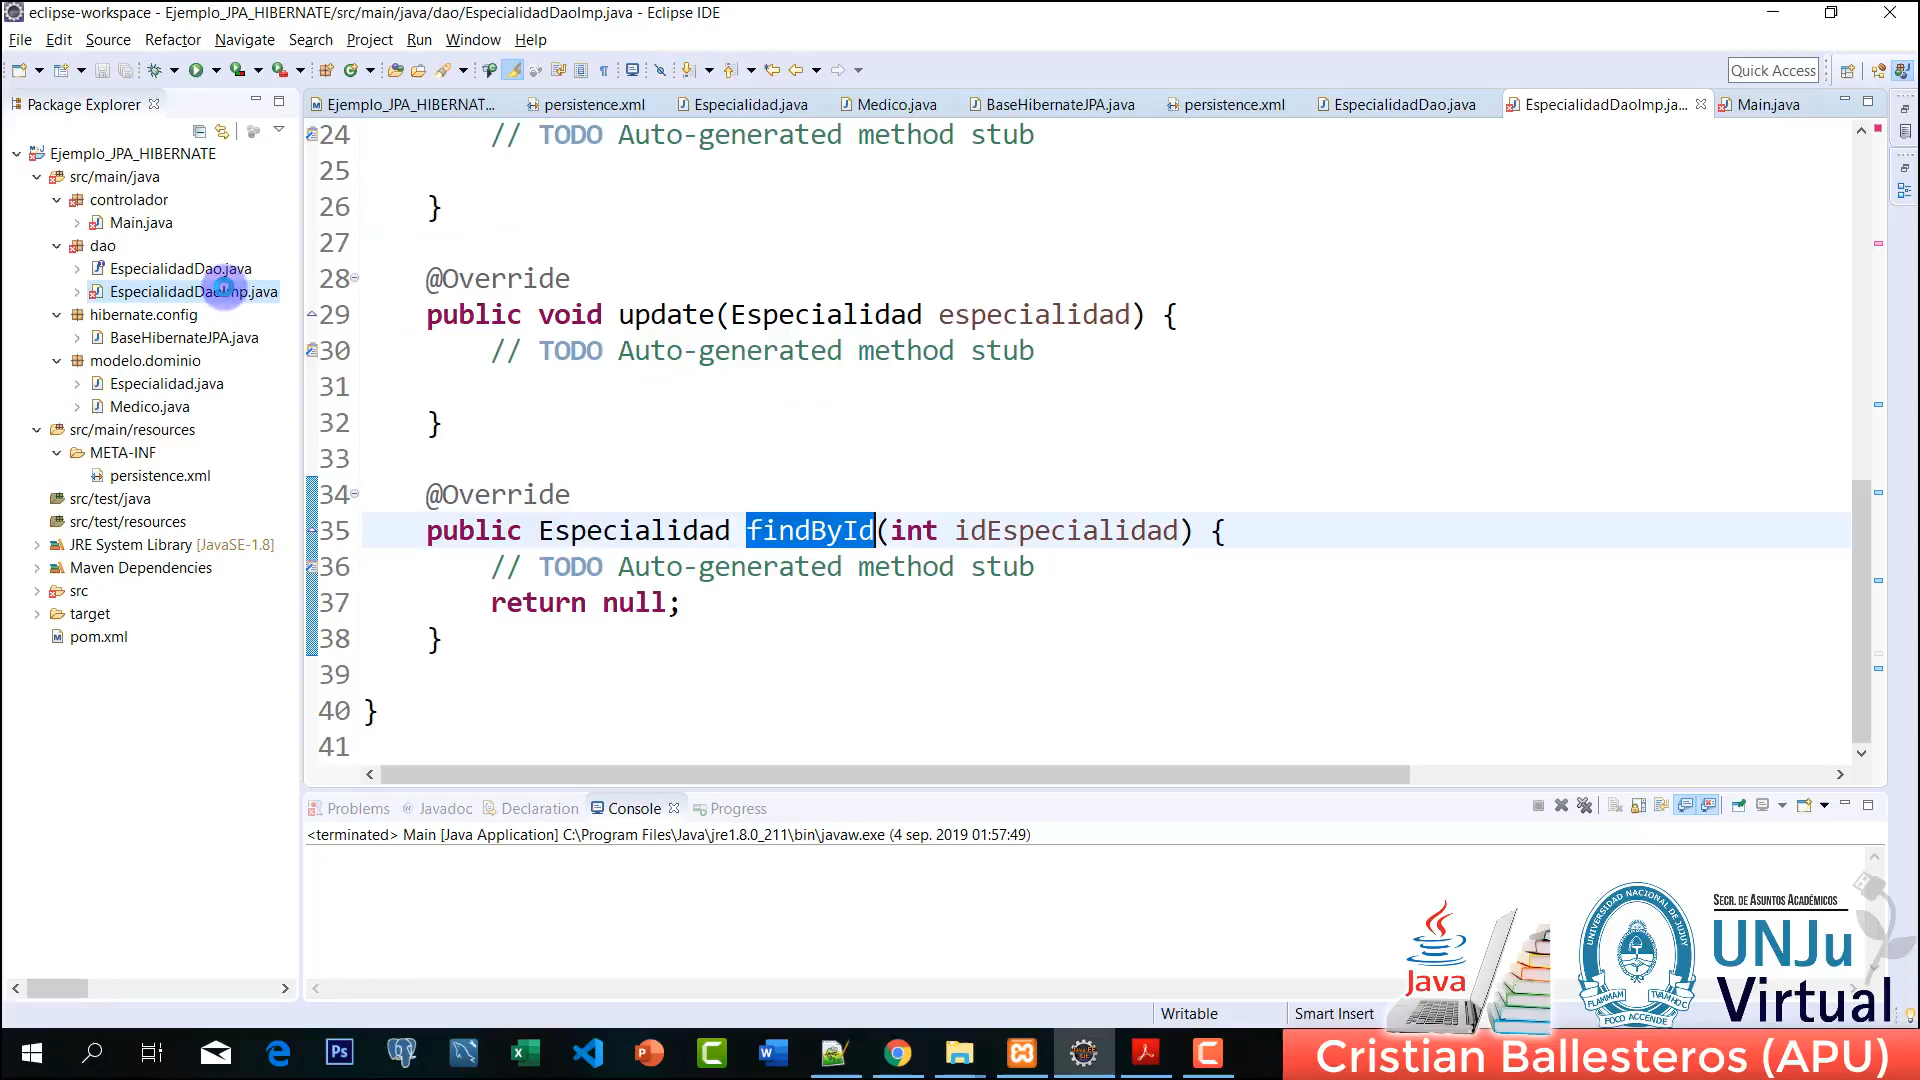 eclipse-workspace - Ejemplo_JPA_HIBERNATE/src/main/java/dao/EspecialidadDaoImp.java - Eclipse IDE
File Edit Source Refactor Navigate Search Project Run Window Help
Quick Access
Package Explorer
Ejemplo_JPA_HIBERNAT... persistence.xml Especialidad.java Medico.java BaseHibernateJPA.java persistence.xml EspecialidadDao.java EspecialidadDaoImp.ja... Main.java
Ejemplo_JPA_HIBERNATE
src/main/java
controlador
Main.java
dao
EspecialidadDao.java
EspecialidadDaoImp.java
hibernate.config
BaseHibernateJPA.java
modelo.dominio
Especialidad.java
Medico.java
src/main/resources
META-INF
persistence.xml
src/test/java
src/test/resources
JRE System Library [JavaSE-1.8]
Maven Dependencies
src
target
pom.xml
24 // TODO Auto-generated method stub
25
26 }
27
28 @Override
29 public void update(Especialidad especialidad) {
30 // TODO Auto-generated method stub
31
32 }
33
34 @Override
35 public Especialidad findById(int idEspecialidad) {
36 // TODO Auto-generated method stub
37 return null;
38 }
39
40 }
41
Problems @ Javadoc Declaration Console Progress
<terminated> Main [Java Application] C:\Program Files\Java\jre1.8.0_211\bin\javaw.exe (4 sep. 2019 01:57:49)
Writable Smart Insert
Java
UNIVERSIDAD NACIONAL DE JUJUY
FOCO ACCENDE
SECR. DE ASUNTOS ACADÉMICOS
UNJu
Virtual
Cristian Ballesteros (APU)